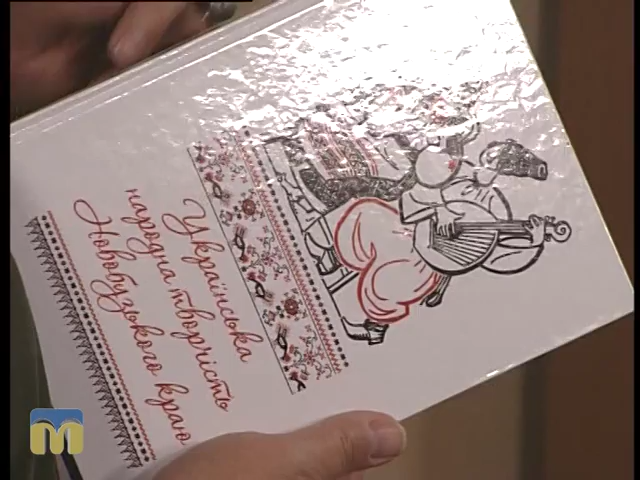 Українська
народна творчість
Новобузького краю
M